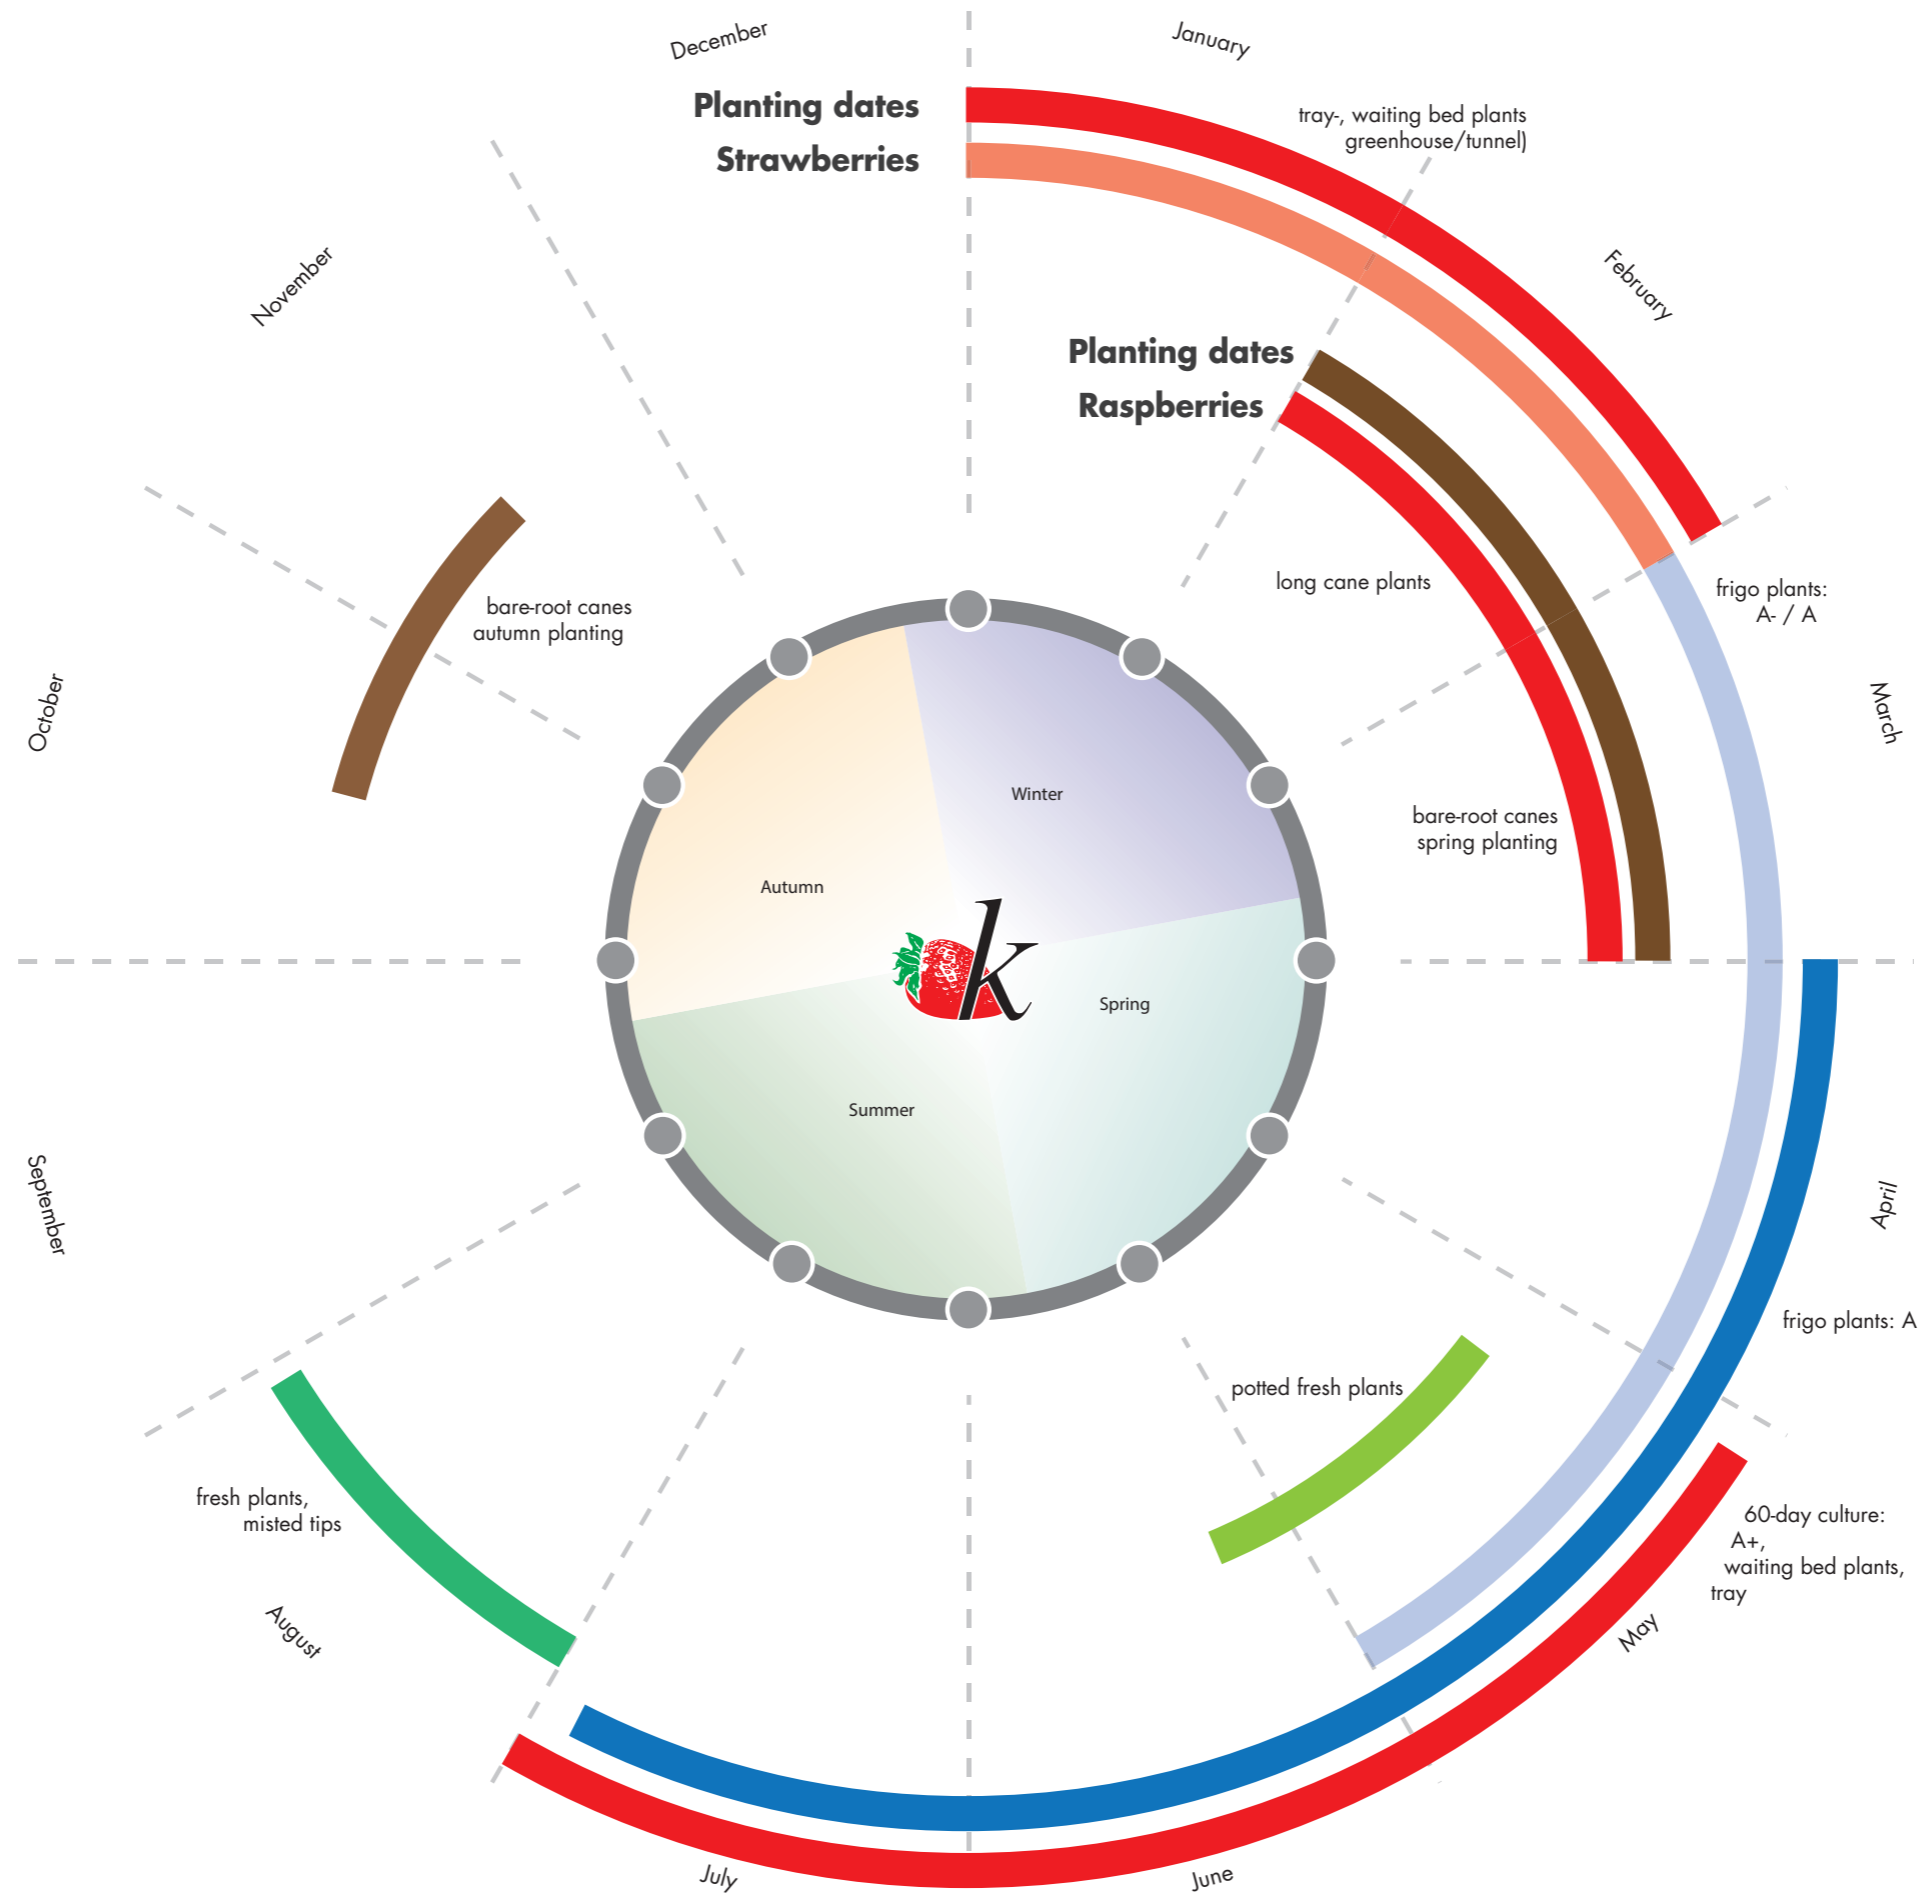 December
January
Planting dates
Strawberries
tray-, waiting bed plants
greenhouse/tunnel)
November
February
Planting dates
Raspberries
long cane plants
frigo plants:
A- / A
bare-root canes
autumn planting
October
March
Winter
bare-root canes
spring planting
Autumn
k
Spring
Summer
September
April
frigo plants: A
potted fresh plants
fresh plants,
misted tips
60-day culture:
A+,
waiting bed plants,
tray
August
May
July
June